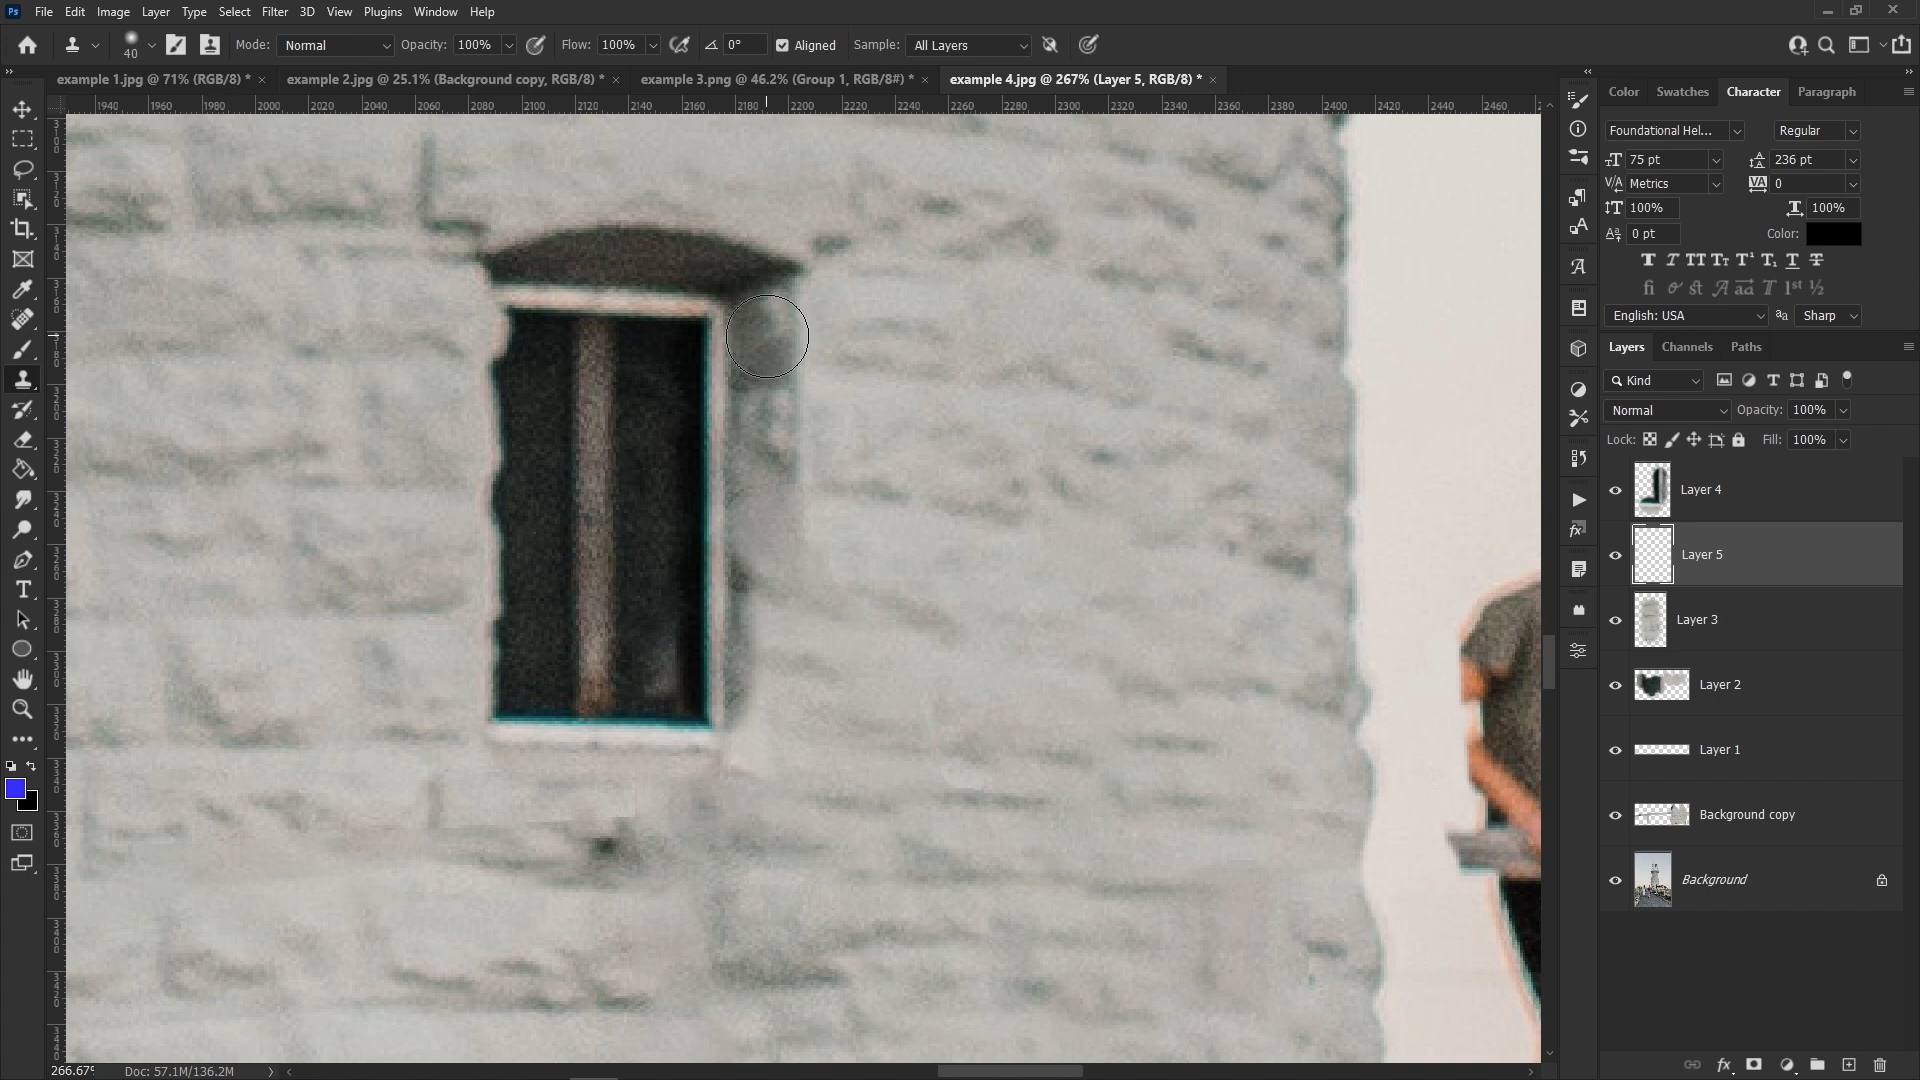 Ps File Edit Image Layer Type Select Filter 3D View Plugins Window Help
40 Mode: Normal Opacity: 100% Flow: 100% 0° Aligned Sample: All Layers
example 1.jpg @ 71% (RGB/8) * × example 2.jpg @ 25.1% (Background copy, RGB/8) * × example 3.png @ 46.2% (Group 1, RGB/8#) * × example 4.jpg @ 267% (Layer 5, RGB/8) * ×
1940 1960 1980 2000 2020 2040 2060 2080 2100 2120 2140 2160 2180 2200 2220 2240 2260 2280 2300 2320 2340 2360 2380 2400 2420 2440 2460
Color Swatches Character Paragraph
Foundational Hel... Regular
75 pt 236 pt
Metrics 0
100% 100%
0 pt Color:
English: USA aa Sharp
Layers Channels Paths
Kind
Normal Opacity: 100%
Lock: Fill: 100%
Layer 4
Layer 5
Layer 3
Layer 2
Layer 1
Background copy
Background
266.67% Doc: 57.1M/136.2M